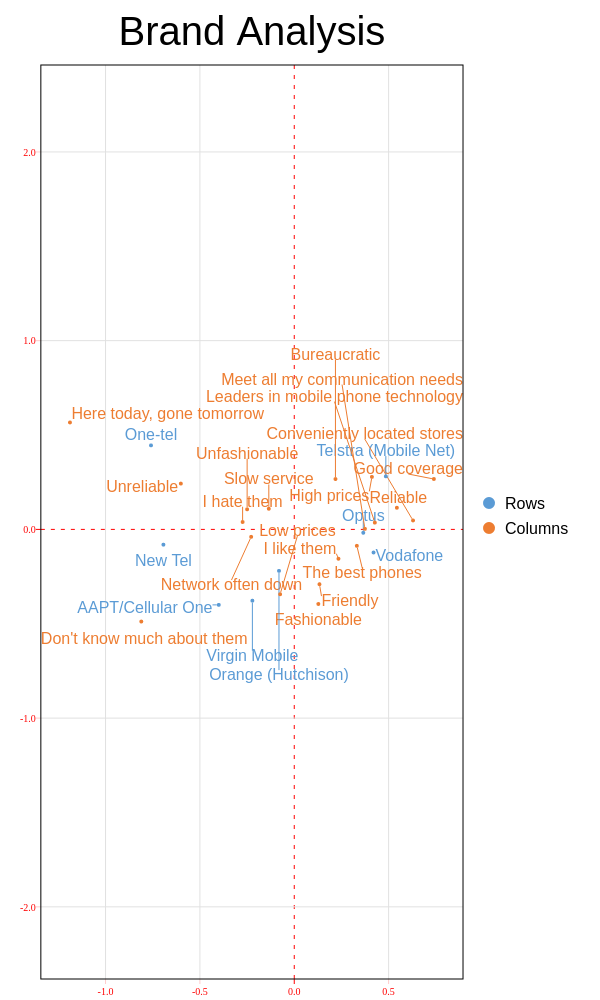 Brand Analysis
2.0
1.0
Bureaucratic
Meet all my communication needs
Leaders in mobile phone technology
Here today, gone tomorrow
One-tel
Conveniently located stores
Unfashionable
Telstra (Mobile Net)
Good coverage
Slow service
Unreliable
High prices
Reliable
I hate them
Optus
Rows
0.0
Low prices
Columns
I like them
New Tel
Vodafone
The best phones
Network often down
AAPT/Cellular One
Friendly
Fashionable
Don't know much about them
Virgin Mobile
Orange (Hutchison)
-1.0
-2.0
-1.0
-0.5
0.0
0.5